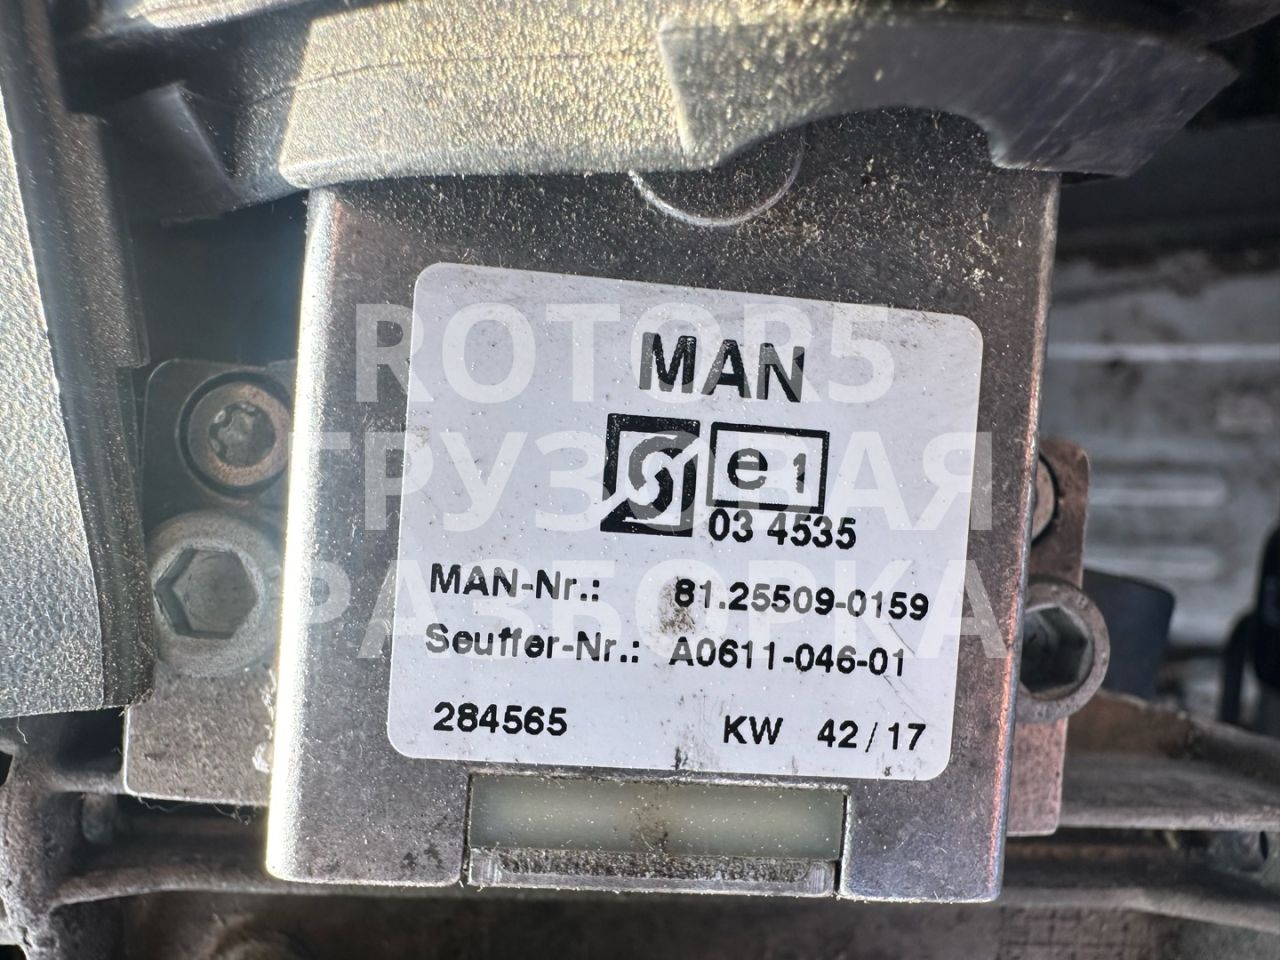 ROTOR5
ГРУЗОВАЯ
РАЗБОРКА
MAN
e1
03 4535
MAN-Nr.: 81.25509-0159
Seuffer-Nr.: A0611-046-01
284565 KW 42/17